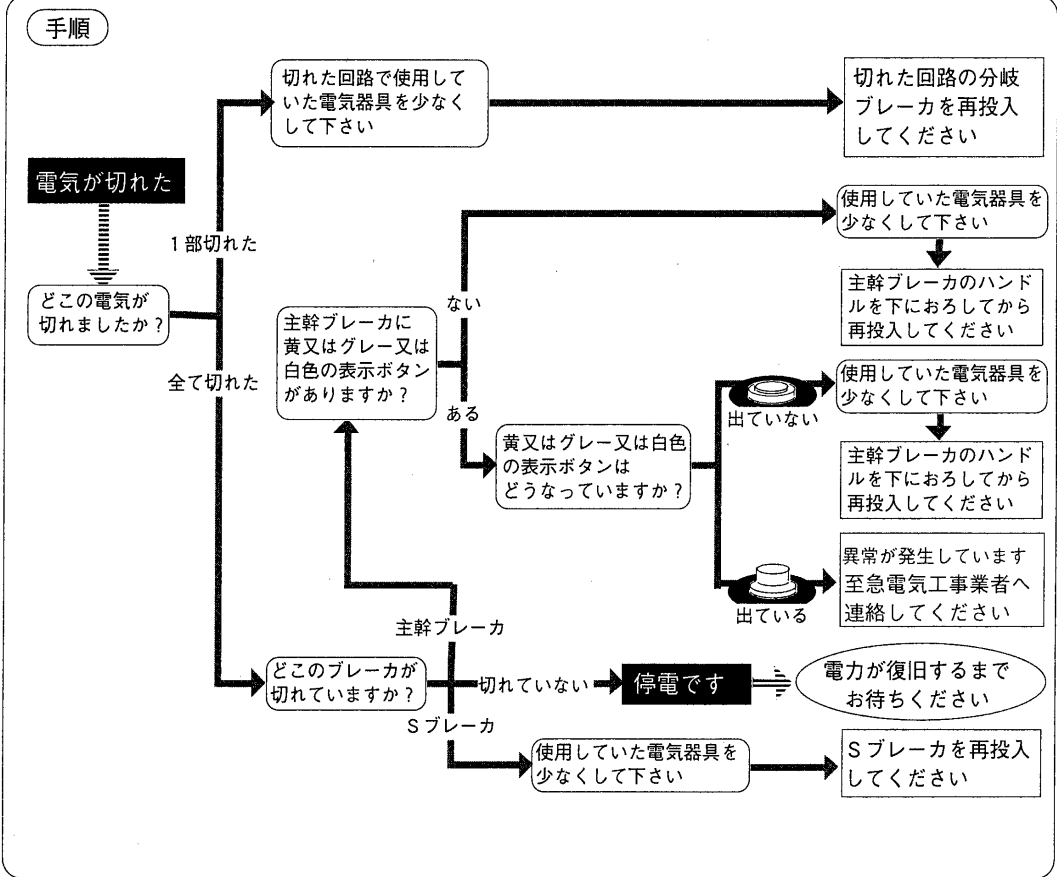 手順
電気が切れた
どこの電気が
切れましたか?
1部切れた
切れた回路で使用して
いた電気器具を少なく
して下さい
切れた回路の分岐
ブレーカを再投入
してください
全て切れた
どこのブレーカが
切れていますか?
主幹ブレーカ
主幹ブレーカに
黄又はグレー又は
白色の表示ボタン
がありますか?
ない
使用していた電気器具を
少なくして下さい
主幹ブレーカのハンド
ルを下におろしてから
再投入してください
ある
黄又はグレー又は白色
の表示ボタンは
どうなっていますか?
出ていない
使用していた電気器具を
少なくして下さい
主幹ブレーカのハンド
ルを下におろしてから
再投入してください
出ている
異常が発生しています
至急電気工事業者へ
連絡してください
切れていない
停電です
電力が復旧するまで
お待ちください
Sブレーカ
使用していた電気器具を
少なくして下さい
Sブレーカを再投入
してください